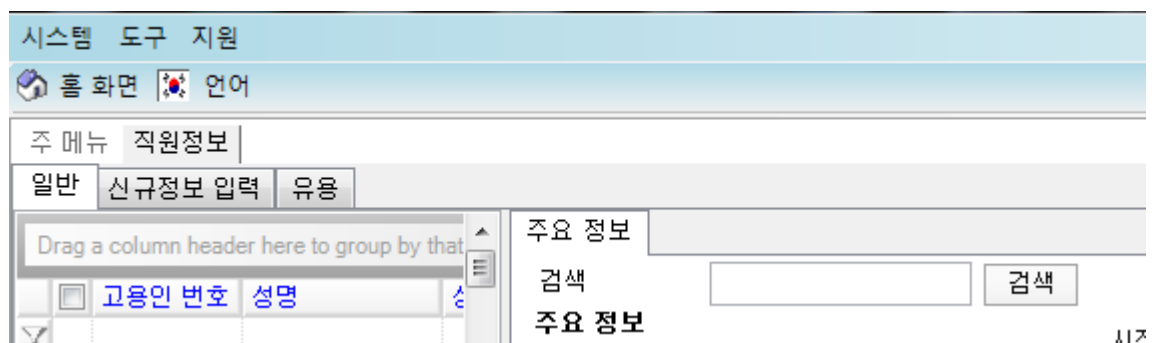 시스템 도구 지원
홈 화면 언어
주 메뉴 직원정보
일반 신규정보 입력 유용
Drag a column header here to group by that
고용인 번호 성명
주요 정보
검색 검색
주요 정보